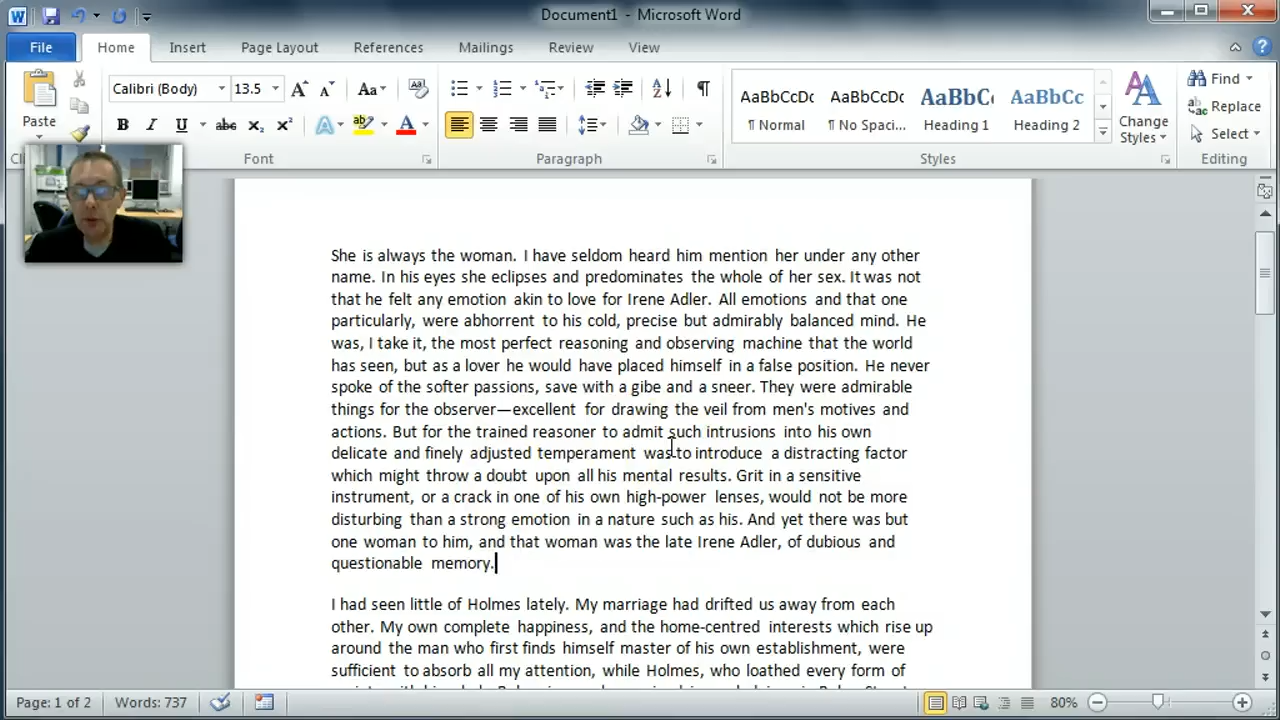 Document1 - Microsoft Word
File Home Insert Page Layout References Mailings Review View
Paste
Calibri (Body) 13.5
Aa
B I U abc X₂ X²
A A
Font
Paragraph
AaBbCcDc AaBbCcDc AaBbC AaBbCc
¶ Normal ¶ No Spaci... Heading 1 Heading 2
Change
Styles
Styles
Find
Replace
Select
Editing
She is always the woman. I have seldom heard him mention her under any other
name. In his eyes she eclipses and predominates the whole of her sex. It was not
that he felt any emotion akin to love for Irene Adler. All emotions and that one
particularly, were abhorrent to his cold, precise but admirably balanced mind. He
was, I take it, the most perfect reasoning and observing machine that the world
has seen, but as a lover he would have placed himself in a false position. He never
spoke of the softer passions, save with a gibe and a sneer. They were admirable
things for the observer—excellent for drawing the veil from men's motives and
actions. But for the trained reasoner to admit such intrusions into his own
delicate and finely adjusted temperament was to introduce a distracting factor
which might throw a doubt upon all his mental results. Grit in a sensitive
instrument, or a crack in one of his own high-power lenses, would not be more
disturbing than a strong emotion in a nature such as his. And yet there was but
one woman to him, and that woman was the late Irene Adler, of dubious and
questionable memory.
I had seen little of Holmes lately. My marriage had drifted us away from each
other. My own complete happiness, and the home-centred interests which rise up
around the man who first finds himself master of his own establishment, were
sufficient to absorb all my attention, while Holmes, who loathed every form of
Page: 1 of 2 Words: 737 80%